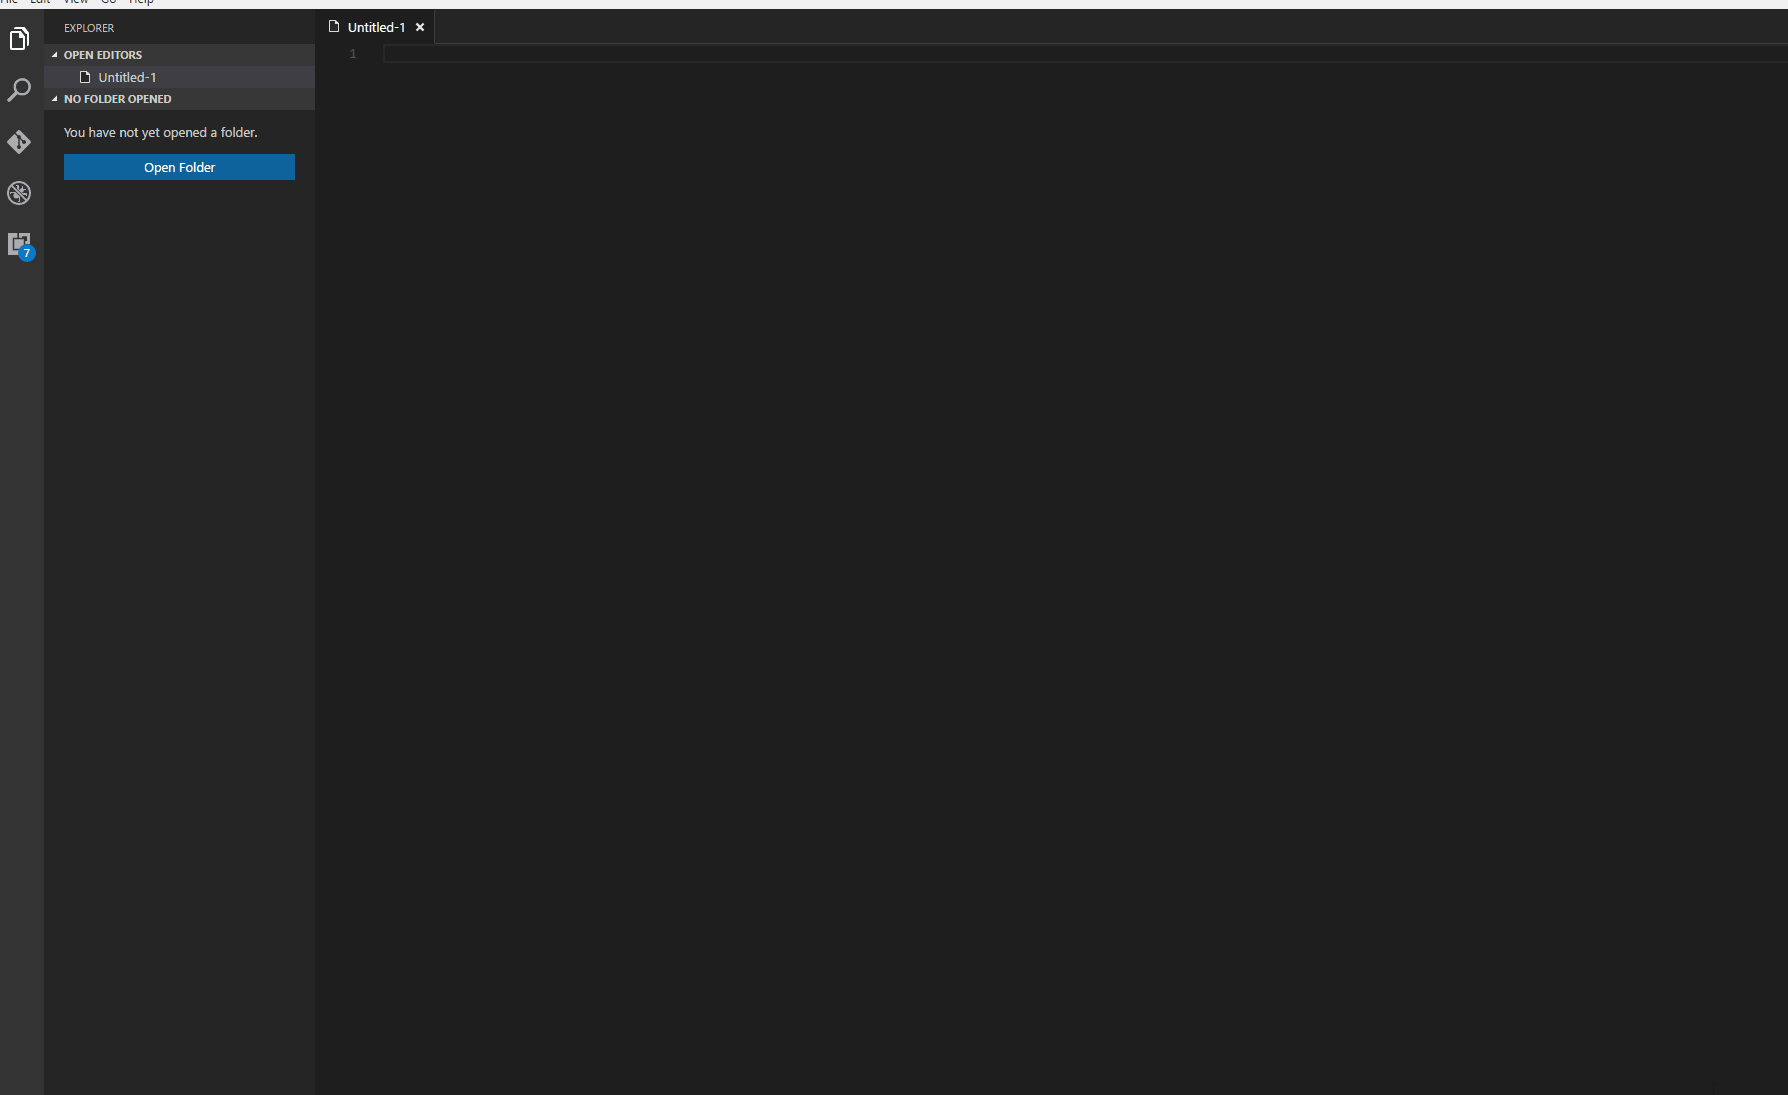 File Edit View Go Help
EXPLORER
OPEN EDITORS
Untitled-1
NO FOLDER OPENED
You have not yet opened a folder.
Open Folder
7
Untitled-1
1